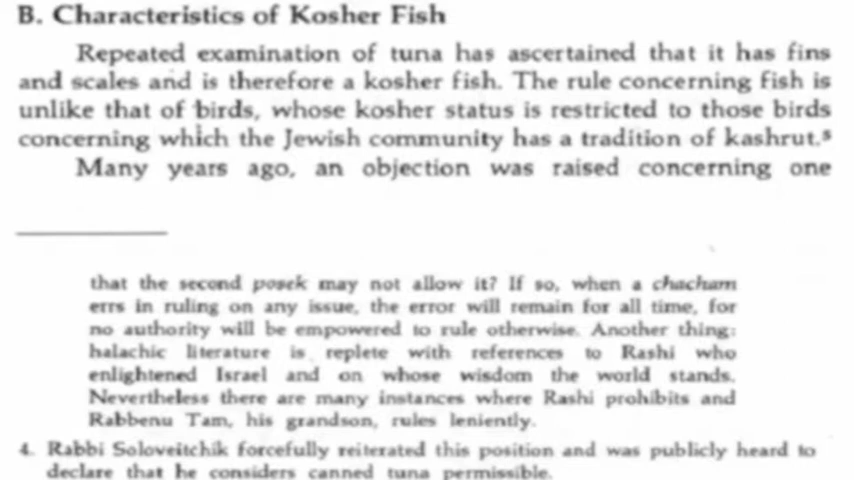 B. Characteristics of Kosher Fish
Repeated examination of tuna has ascertained that it has fins
and scales and is therefore a kosher fish. The rule concerning fish is
unlike that of birds, whose kosher status is restricted to those birds
concerning which the Jewish community has a tradition of kashrut.⁵
Many years ago, an objection was raised concerning one
that the second posek may not allow it? If so, when a chacham
errs in ruling on any issue, the error will remain for all time, for
no authority will be empowered to rule otherwise. Another thing:
halachic literature is replete with references to Rashi who
enlightened Israel and on whose wisdom the world stands.
Nevertheless there are many instances where Rashi prohibits and
Rabbenu Tam, his grandson, rules leniently.
4. Rabbi Soloveitchik forcefully reiterated this position and was publicly heard to
declare that he considers canned tuna permissible.